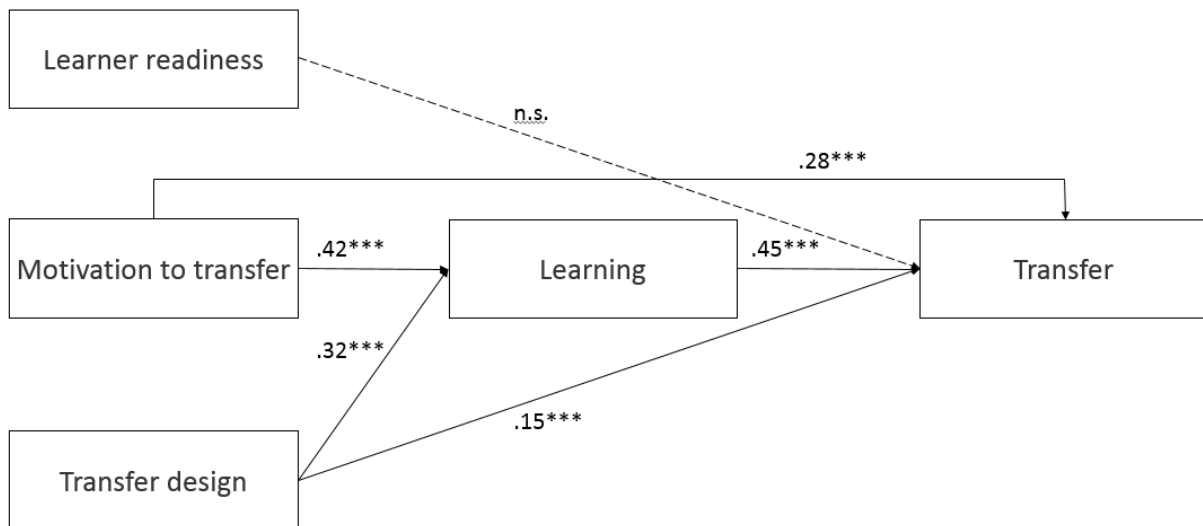 Learner readiness
n.s.
.28***
Motivation to transfer
.42***
Learning
.45***
Transfer
.32***
.15***
Transfer design